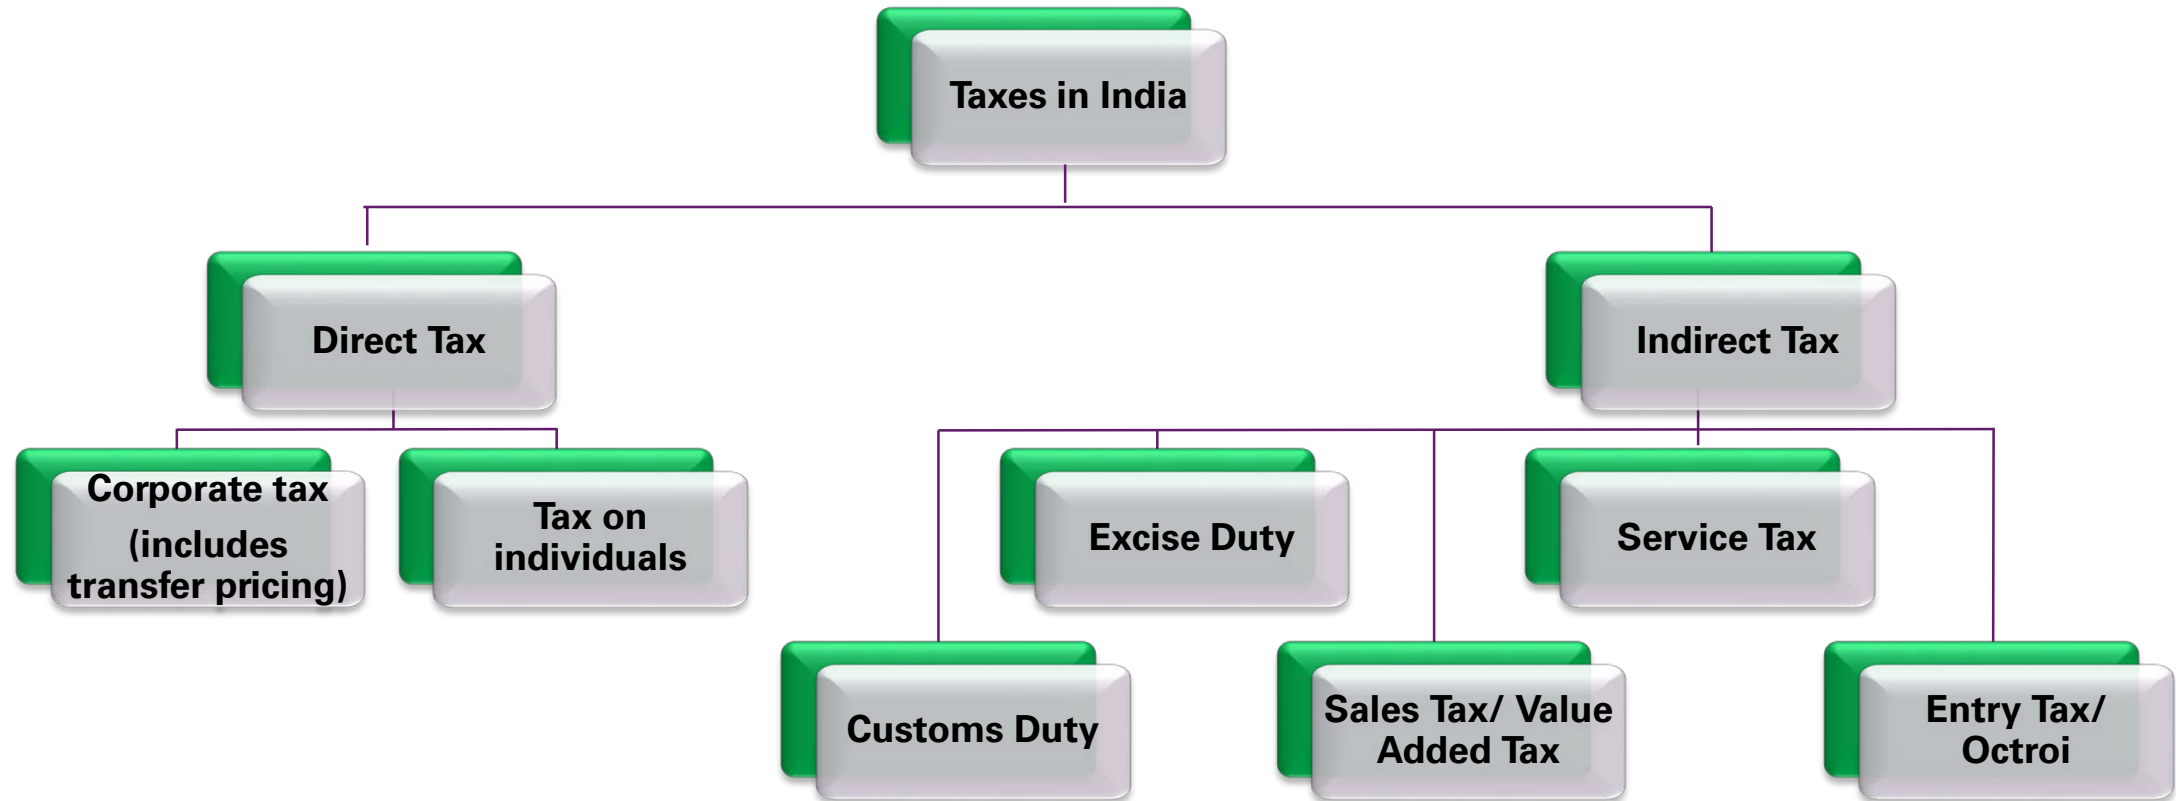 Taxes in India
Direct Tax
Indirect Tax
Corporate tax
(includes
transfer pricing)
Tax on
individuals
Excise Duty
Service Tax
Customs Duty
Sales Tax/ Value
Added Tax
Entry Tax/
Octroi